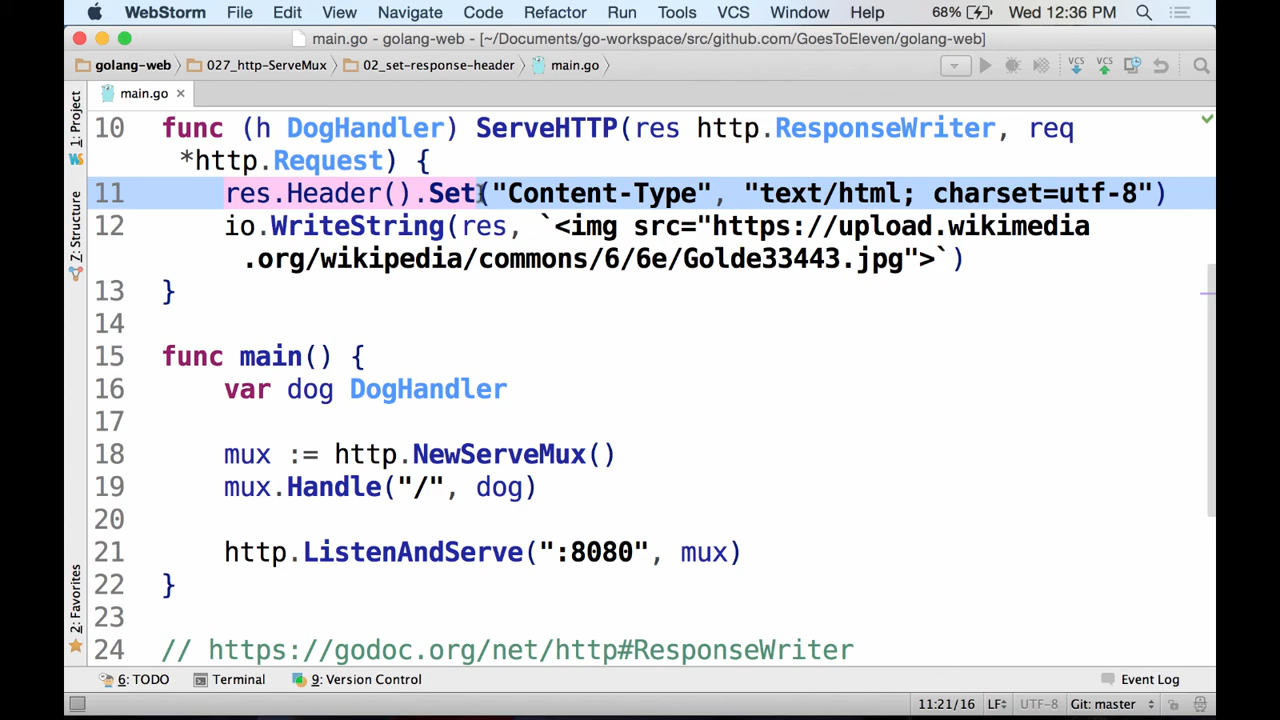 WebStorm File Edit View Navigate Code Refactor Run Tools VCS Window Help 68% Wed 12:36 PM
main.go - golang-web - [~/Documents/go-workspace/src/github.com/GoesToEleven/golang-web]
golang-web 027_http-ServeMux 02_set-response-header main.go VCS VCS
main.go
1: Project
7: Structure
2: Favorites
10 func (h DogHandler) ServeHTTP(res http.ResponseWriter, req
*http.Request) {
11 res.Header().Set("Content-Type", "text/html; charset=utf-8")
12 io.WriteString(res, `<img src="https://upload.wikimedia
.org/wikipedia/commons/6/6e/Golde33443.jpg">`)
13 }
14
15 func main() {
16 var dog DogHandler
17
18 mux := http.NewServeMux()
19 mux.Handle("/", dog)
20
21 http.ListenAndServe(":8080", mux)
22 }
23
24 // https://godoc.org/net/http#ResponseWriter
6: TODO Terminal 9: Version Control Event Log
11:21/16 LF UTF-8 Git: master